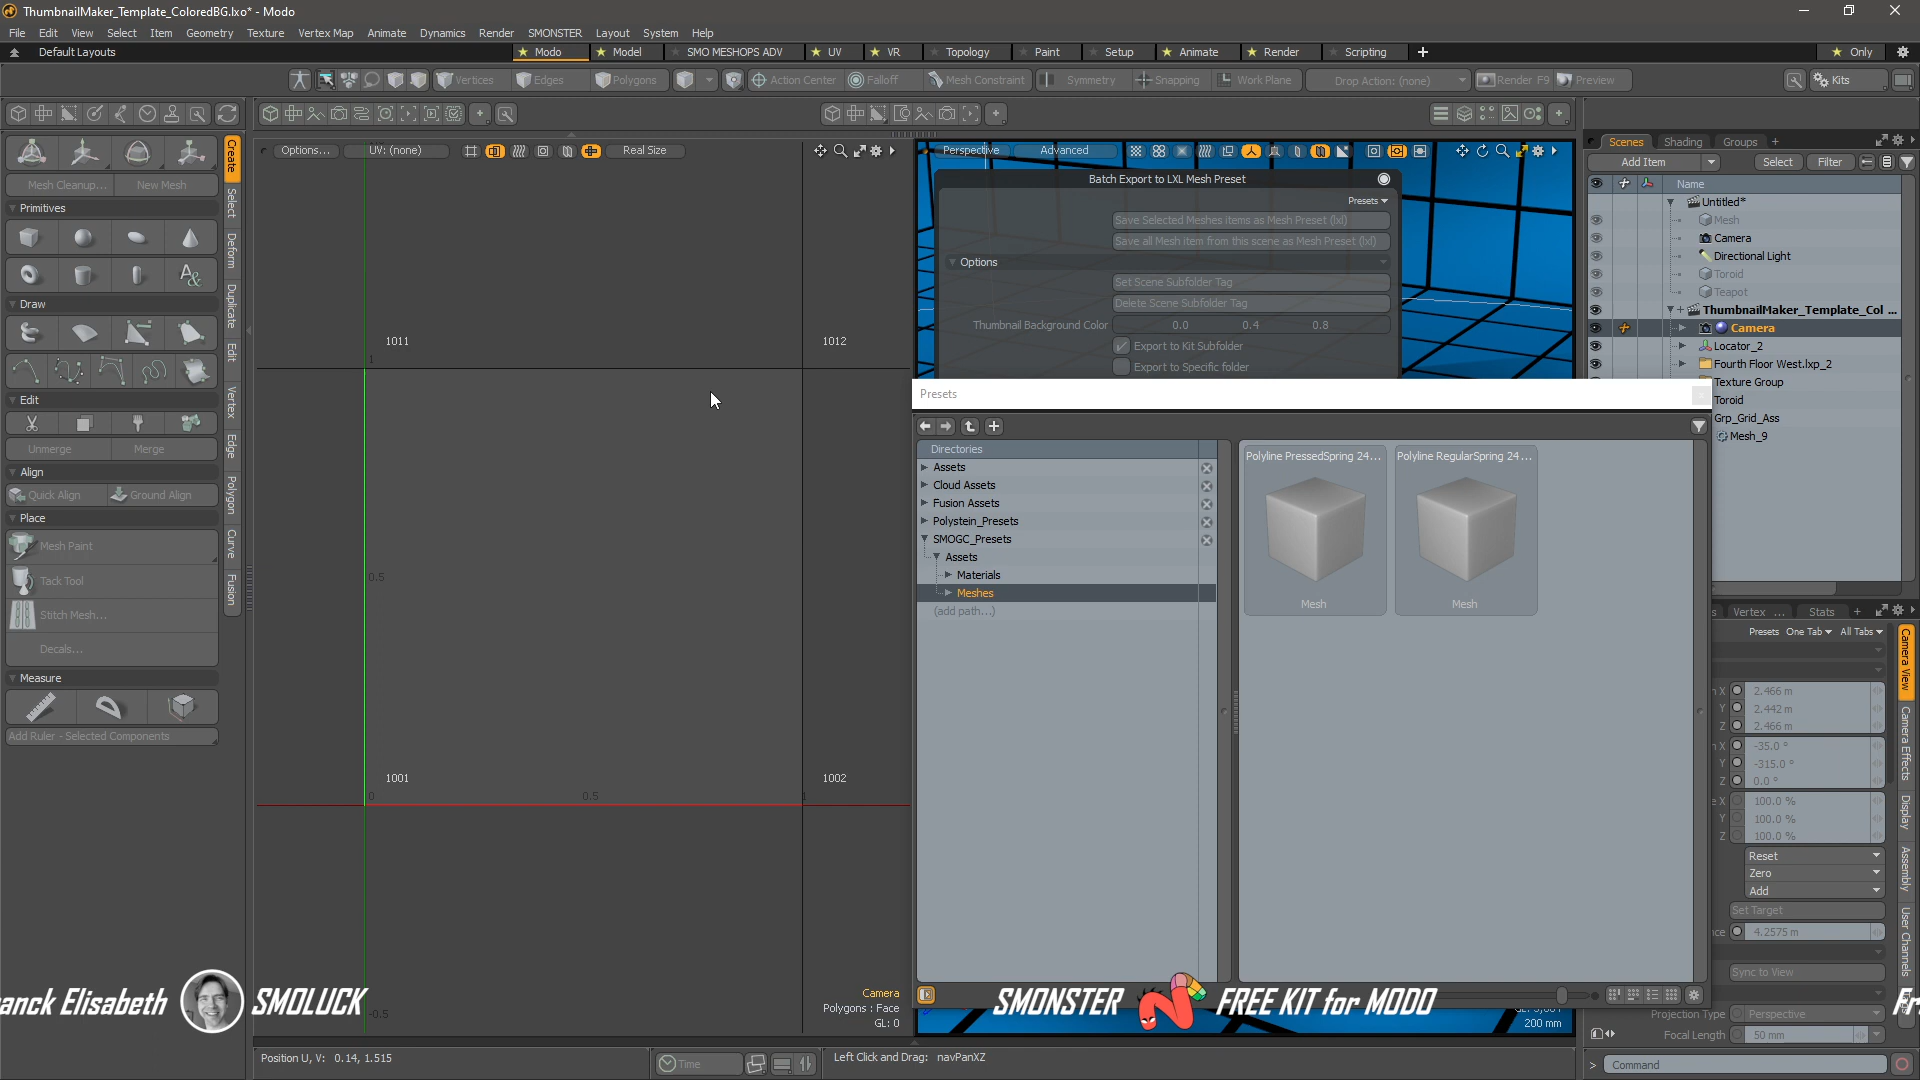 ThumbnailMaker_Template_ColoredBG.lxo* - Modo
File Edit View Select Item Geometry Texture Vertex Map Animate Dynamics Render SMONSTER Layout System Help
Default Layouts
Modo Model SMO MESHOPS ADV UV VR Topology Paint Setup Animate Render Scripting Only
Vertices Edges Polygons Action Center Falloff Mesh Constraint Symmetry Snapping Work Plane Drop Action: (none) Render F9 Preview Kits
Mesh Cleanup... New Mesh
Primitives
Draw
Edit
Unmerge Merge
Align
Quick Align Ground Align
Place
Mesh Paint
Tack Tool
Stitch Mesh...
Decals...
Measure
Add Ruler - Selected Components
Create
Select
Deform
Duplicate
Edit
Vertex
Edge
Polygon
Curve
Fusion
Options... UV: (none) Real Size
1011 1012
1
0.5
1001 1002
0 0.5 1
-0.5
Camera
Polygons : Face
GL: 0
Perspective Advanced
Batch Export to LXL Mesh Preset
Presets
Save Selected Meshes items as Mesh Preset (lxl)
Save all Mesh item from this scene as Mesh Preset (lxl)
Options
Set Scene Subfolder Tag
Delete Scene Subfolder Tag
Thumbnail Background Color 0.0 0.4 0.8
Export to Kit Subfolder
Export to Specific folder
Presets
Directories
Assets
Cloud Assets
Fusion Assets
Polystein_Presets
SMOGC_Presets
Assets
Materials
Meshes
(add path...)
Polyline PressedSpring 24... Polyline RegularSpring 24...
Mesh Mesh
200 mm
Scenes Shading Groups +
Add Item Select Filter
Name
Untitled*
Mesh
Camera
Directional Light
Toroid
Teapot
ThumbnailMaker_Template_Col ...
Camera
Locator_2
Fourth Floor West.lxp_2
Texture Group
Toroid
Grp_Grid_Ass
Mesh_9
Vertex ... Stats +
Presets One Tab All Tabs
X 2.466 m
Y 2.442 m
Z 2.466 m
X -35.0 °
Y -315.0 °
Z 0.0 °
X 100.0 %
Y 100.0 %
Z 100.0 %
Reset
Zero
Add
Set Target
4.2575 m
Sync to View
Projection Type Perspective
Focal Length 50 mm
Camera View
Camera Effects
Display
Assembly
User Channels
anck Elisabeth SMOLUCK SMONSTER FREE KIT for MODO Fr
Position U, V: 0.14, 1.515
Time
Left Click and Drag: navPanXZ
> Command